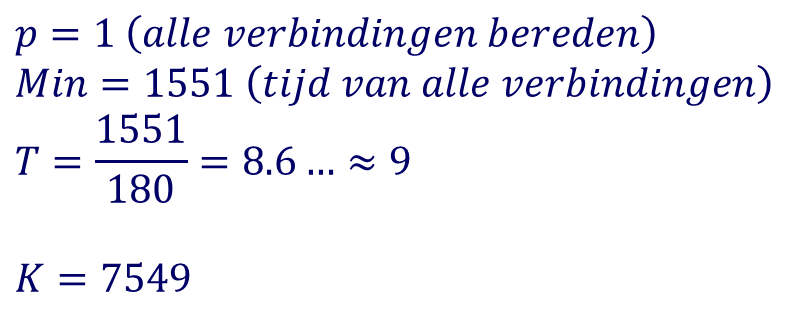 p = 1 (alle verbindingen bereden)
Min = 1551 (tijd van alle verbindingen)
T = 1551/180 = 8.6 ... ≈ 9
K = 7549